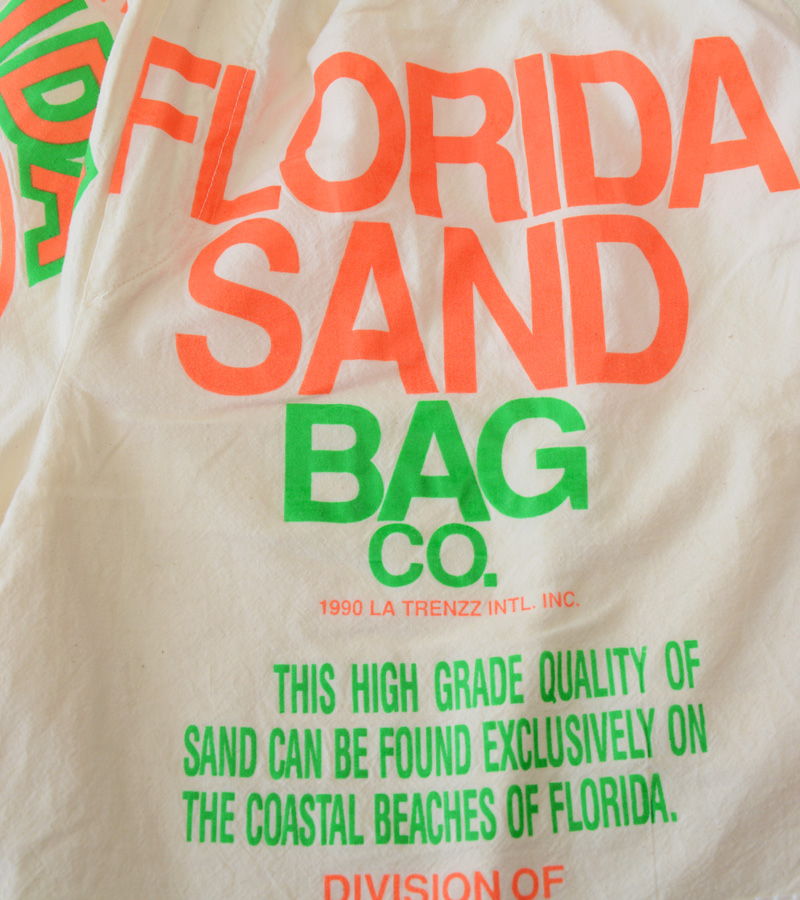 FLORIDA
SAND
BAG
CO.
1990 LA TRENZZ INTL. INC.
THIS HIGH GRADE QUALITY OF
SAND CAN BE FOUND EXCLUSIVELY ON
THE COASTAL BEACHES OF FLORIDA.
DIVISION OF